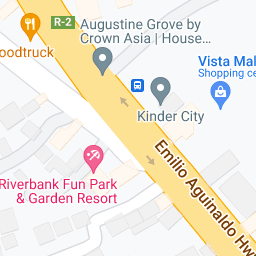 R-2
Augustine Grove by
Crown Asia | House...
oodtruck
Vista Mal
Shopping ce
Kinder City
Riverbank Fun Park
& Garden Resort
Emilio Aguinaldo Hw